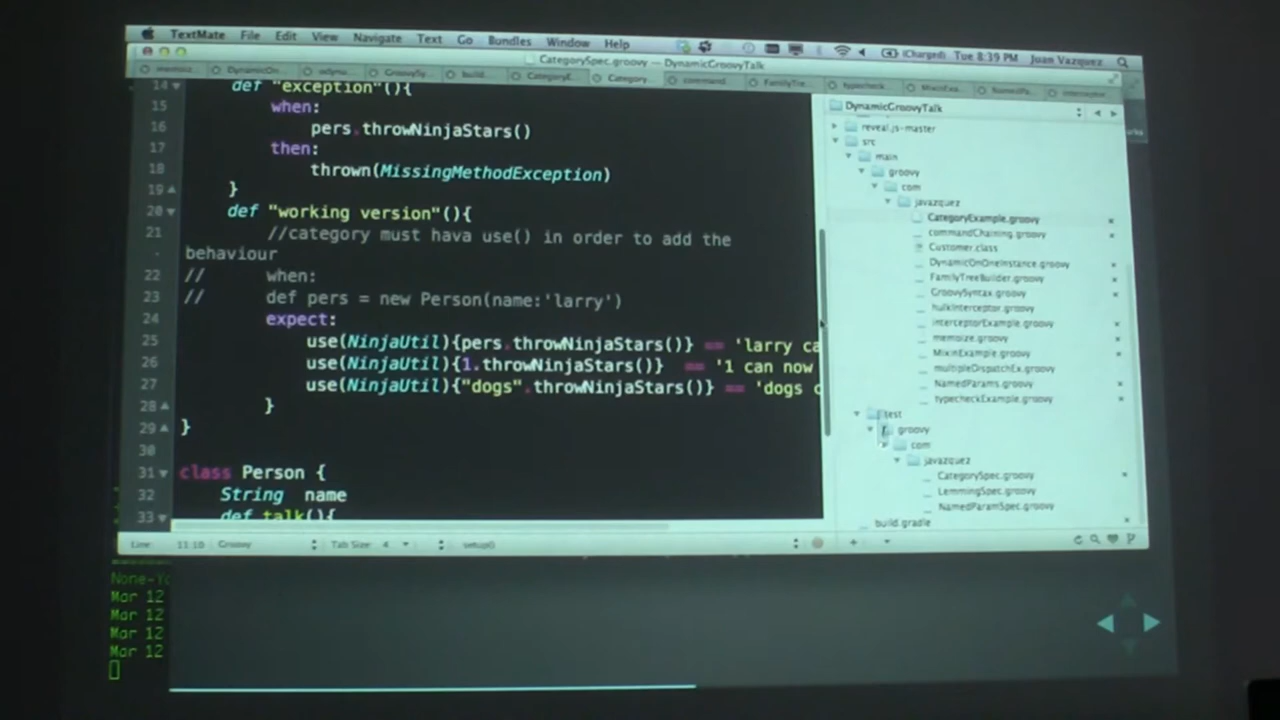 TextMate File Edit View Navigate Text Go Bundles Window Help (Charged) Tue 8:39 PM Juan Vazquez
CategorySpec.groovy — DynamicGroovyTalk
14 def "exception"(){
15 when:
16 pers.throwNinjaStars()
17 then:
18 thrown(MissingMethodException)
19 }
20 def "working version"(){
21 //category must hava use() in order to add the
behaviour
22 // when:
23 // def pers = new Person(name:'larry')
24 expect:
25 use(NinjaUtil){pers.throwNinjaStars()} == 'larry ca
26 use(NinjaUtil){1.throwNinjaStars()} == '1 can now
27 use(NinjaUtil){"dogs".throwNinjaStars()} == 'dogs c
28 }
29 }
30
31 class Person {
32 String name
33 def talk(){
Line: 11:10 Groovy Tab Size: 4 setup()
DynamicGroovyTalk
reveal.js-master
src
main
groovy
com
javazquez
CategoryExample.groovy
commandChaining.groovy
Customer.class
DynamicOnOneInstance.groovy
FamilyTreeBuilder.groovy
GroovySyntax.groovy
hulkInterceptor.groovy
interceptorExample.groovy
memoize.groovy
MixinExample.groovy
multipleDispatchEx.groovy
NamedParams.groovy
typecheckExample.groovy
test
groovy
com
javazquez
CategorySpec.groovy
LemmingSpec.groovy
NamedParamSpec.groovy
build.gradle
Mar 12
Mar 12
Mar 12
Mar 12